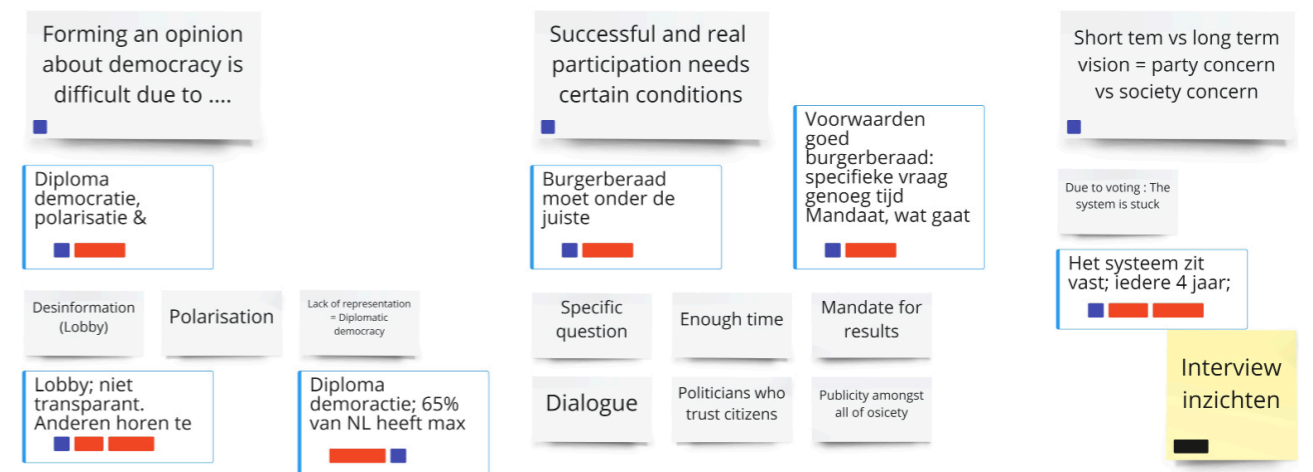 Forming an opinion
about democracy is
difficult due to ....
Diploma
democratie,
polarisatie &
Desinformation
(Lobby)
Polarisation
Lack of representation
= Diplomatic
democracy
Lobby; niet
transparant.
Anderen horen te
Diploma
demoractie; 65%
van NL heeft max
Successful and real
participation needs
certain conditions
Burgerberaad
moet onder de
juiste
Voorwaarden
goed
burgerberaad:
specifieke vraag
genoeg tijd
Mandaat, wat gaat
Specific
question
Enough time
Mandate for
results
Dialogue
Politicians who
trust citizens
Publicity amongst
all of osicety
Short tem vs long term
vision = party concern
vs society concern
Due to voting : The
system is stuck
Het systeem zit
vast; iedere 4 jaar;
Interview
inzichten